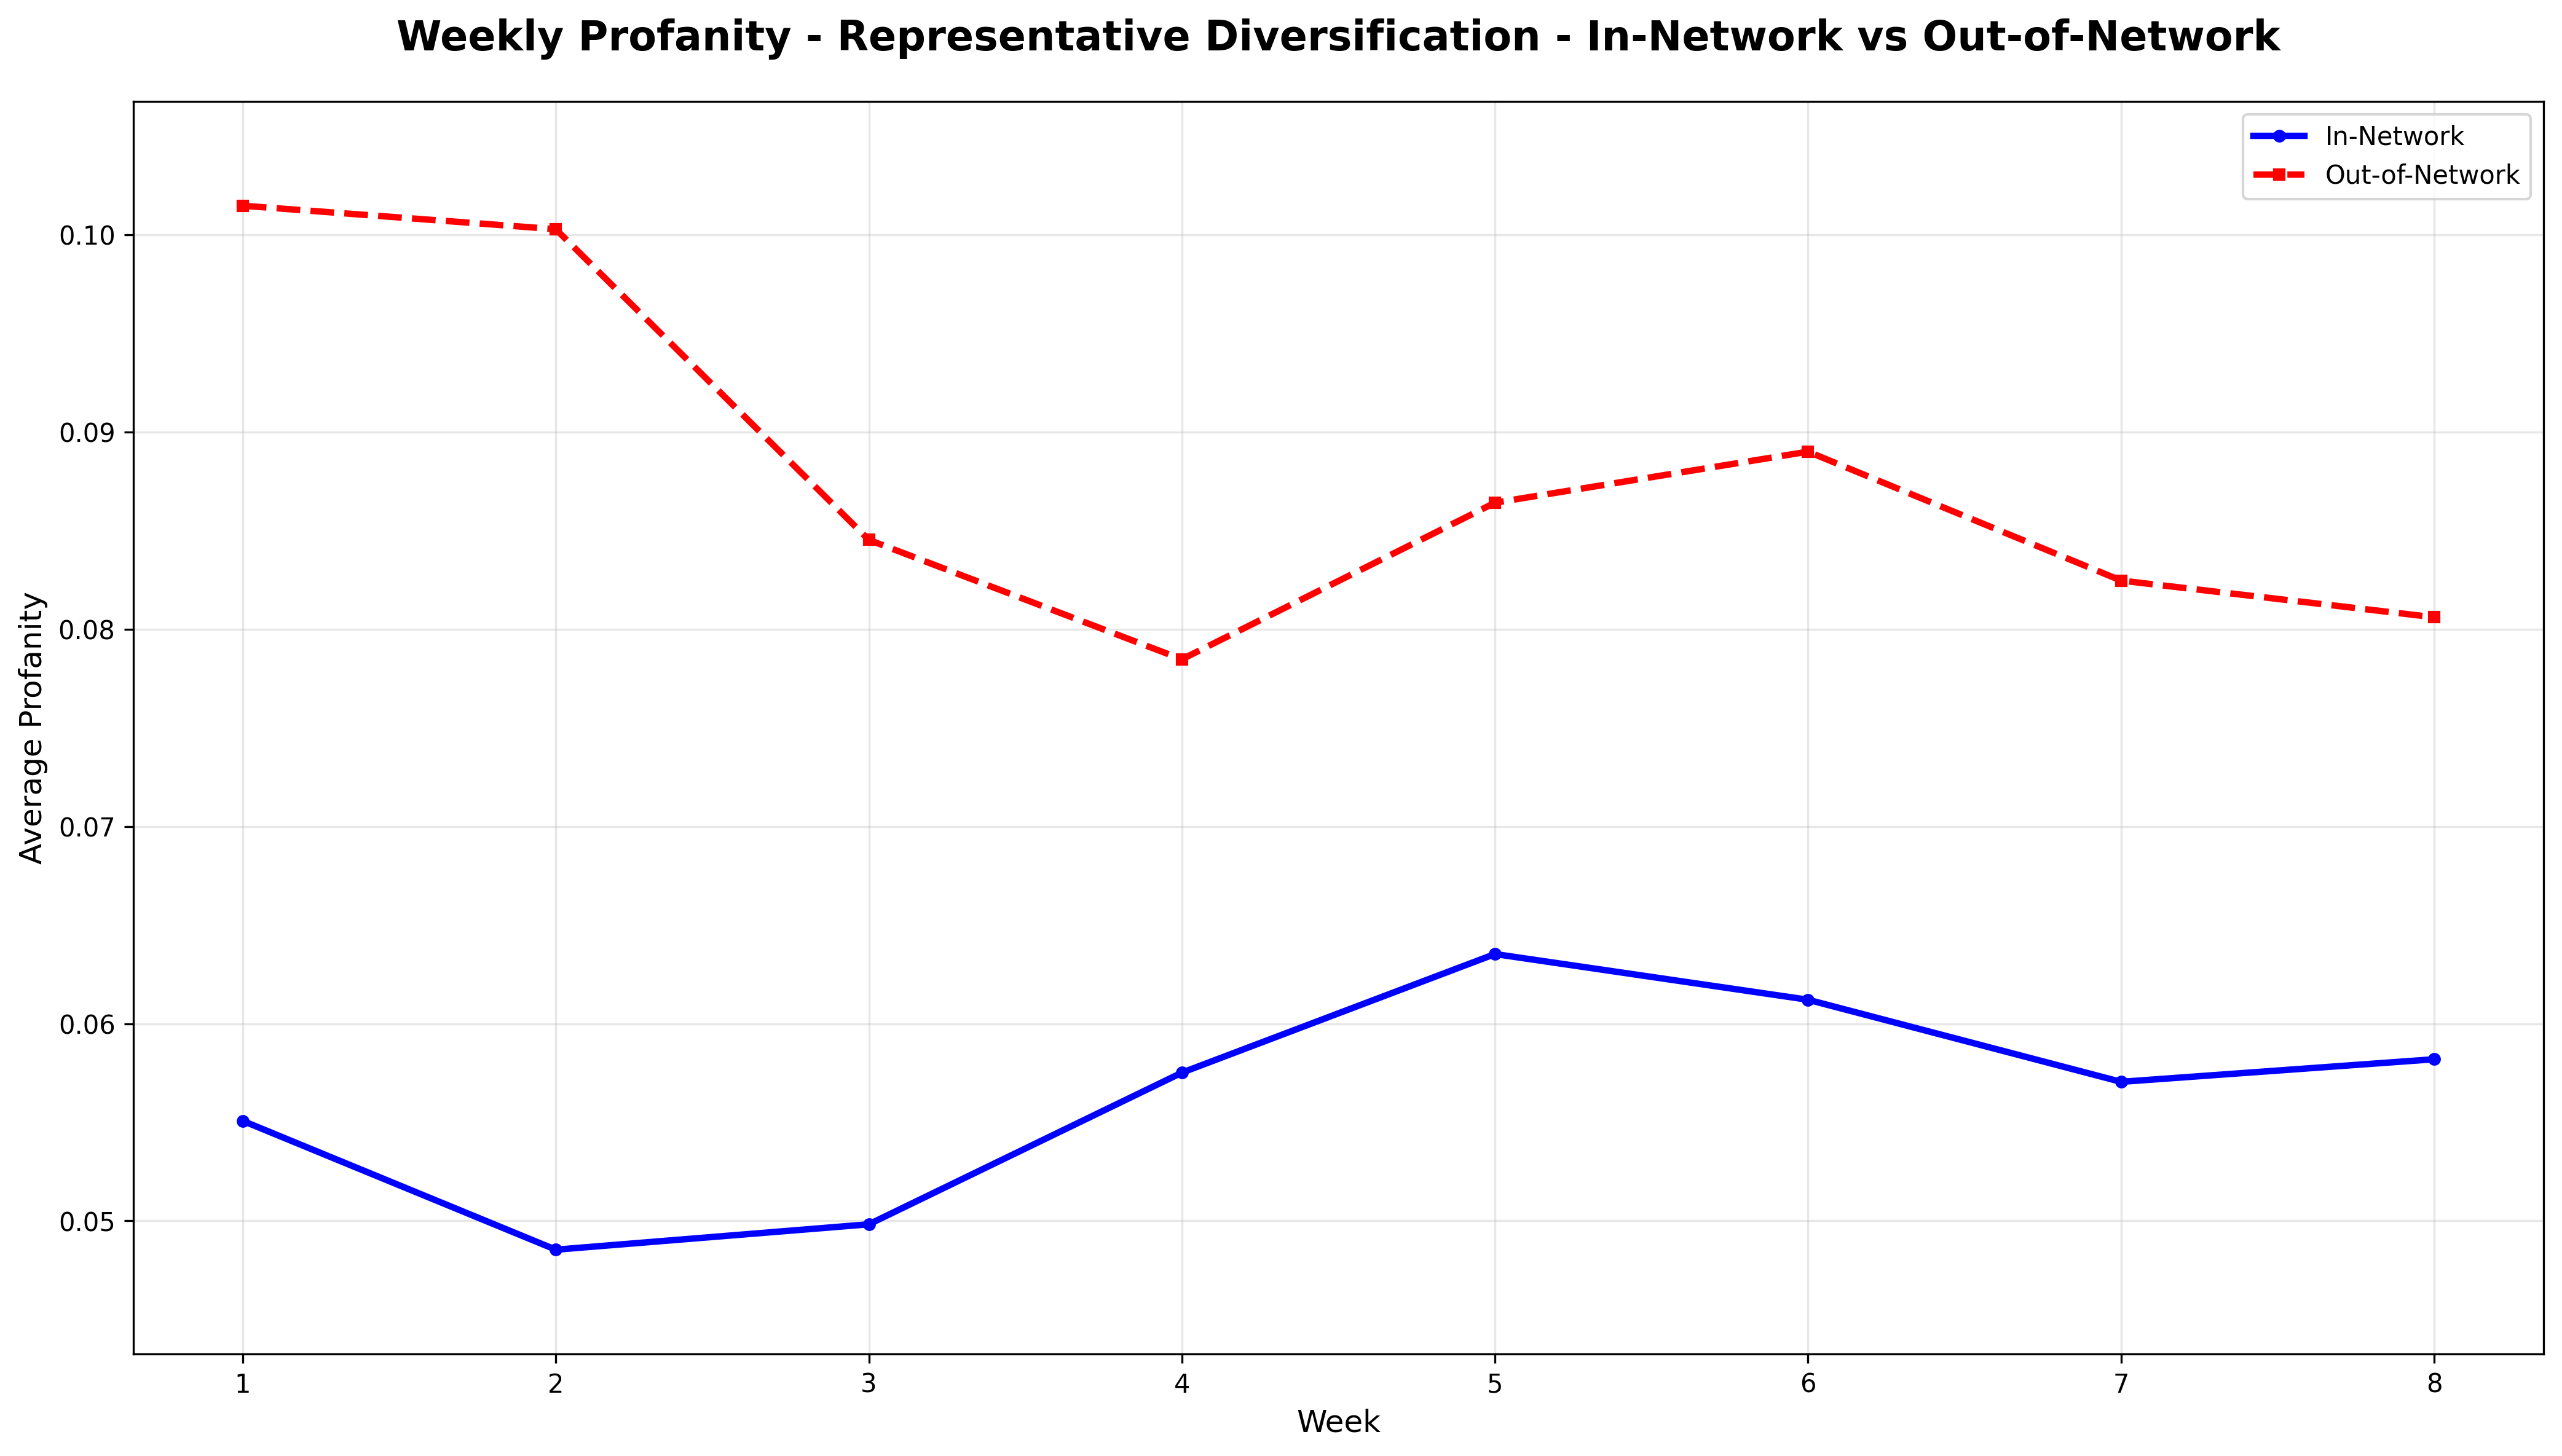 Weekly Profanity - Representative Diversification - In-Network vs Out-of-Network
In-Network
Out-of-Network
0.10
0.09
0.08
0.07
0.06
0.05
Average Profanity
1 2 3 4 5 6 7 8
Week